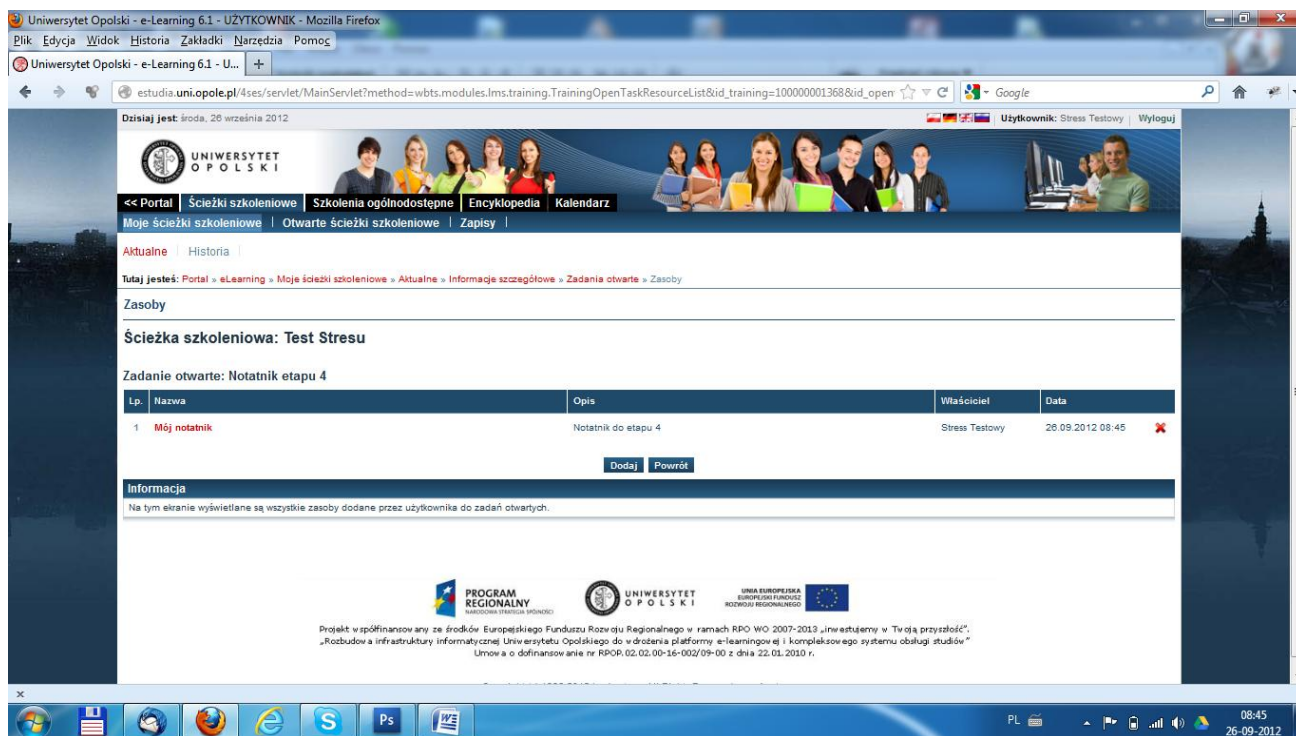 Uniwersytet Opolski - e-Learning 6.1 - UŻYTKOWNIK - Mozilla Firefox
Plik Edycja Widok Historia Zakładki Narzędzia Pomoc
Uniwersytet Opolski - e-Learning 6.1 - U...
estudia.uni.opole.pl/4ses/servlet/MainServlet?method=wbts.modules.lms.training.TrainingOpenTaskResourceList&id_training=100000001368&id_open
Google
Dzisiaj jest: środa, 26 września 2012
Użytkownik: Stress Testowy | Wyloguj
UNIWERSYTET
OPOLSKI
<< Portal Ścieżki szkoleniowe Szkolenia ogólnodostępne Encyklopedia Kalendarz
Moje ścieżki szkoleniowe | Otwarte ścieżki szkoleniowe | Zapisy |
Aktualne | Historia |
Tutaj jesteś: Portal » eLearning » Moje ścieżki szkoleniowe » Aktualne » Informacje szczegółowe » Zadania otwarte » Zasoby
Zasoby
Ścieżka szkoleniowa: Test Stresu
Zadanie otwarte: Notatnik etapu 4
Lp. Nazwa Opis Właściciel Data
1 Mój notatnik Notatnik do etapu 4 Stress Testowy 26.09.2012 08:45
Dodaj Powrót
Informacja
Na tym ekranie wyświetlane są wszystkie zasoby dodane przez użytkownika do zadań otwartych.
PROGRAM
REGIONALNY
NARODOWA STRATEGIA SPÓJNOŚCI
UNIWERSYTET
OPOLSKI
UNIA EUROPEJSKA
EUROPEJSKI FUNDUSZ
ROZWOJU REGIONALNEGO
Projekt współfinansowany ze środków Europejskiego Funduszu Rozwoju Regionalnego w ramach RPO WO 2007-2013 „inwestujemy w Twoją przyszłość".
„Rozbudowa infrastruktury informatycznej Uniwersytetu Opolskiego do wdrożenia platformy e-learningowej i kompleksowego systemu obsługi studiów"
Umowa o dofinansowanie nr RPOP.02.02.00-16-002/09-00 z dnia 22.01.2010 r.
PL
08:45
26-09-2012